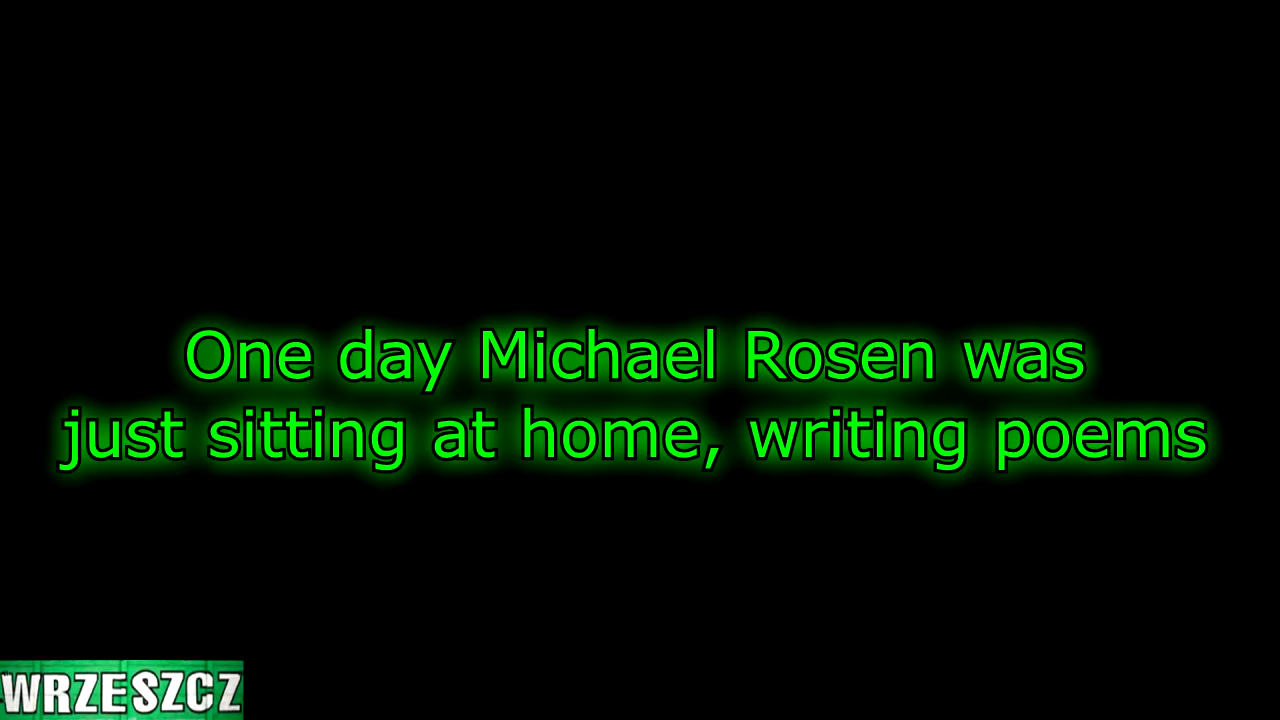 One day Michael Rosen was
just sitting at home, writing poems
WRZESZCZ